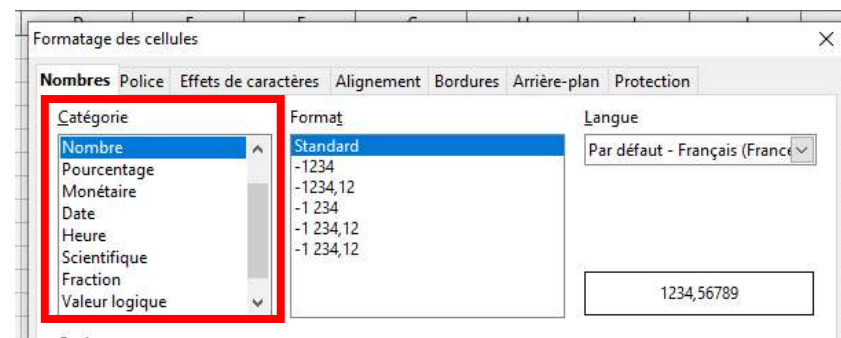 Formatage des cellules
Nombres Police Effets de caractères Alignement Bordures Arrière-plan Protection
Catégorie
Nombre
Pourcentage
Monétaire
Date
Heure
Scientifique
Fraction
Valeur logique
Format
Standard
-1234
-1234,12
-1 234
-1 234,12
-1 234,12
Langue
Par défaut - Français (France
1234,56789